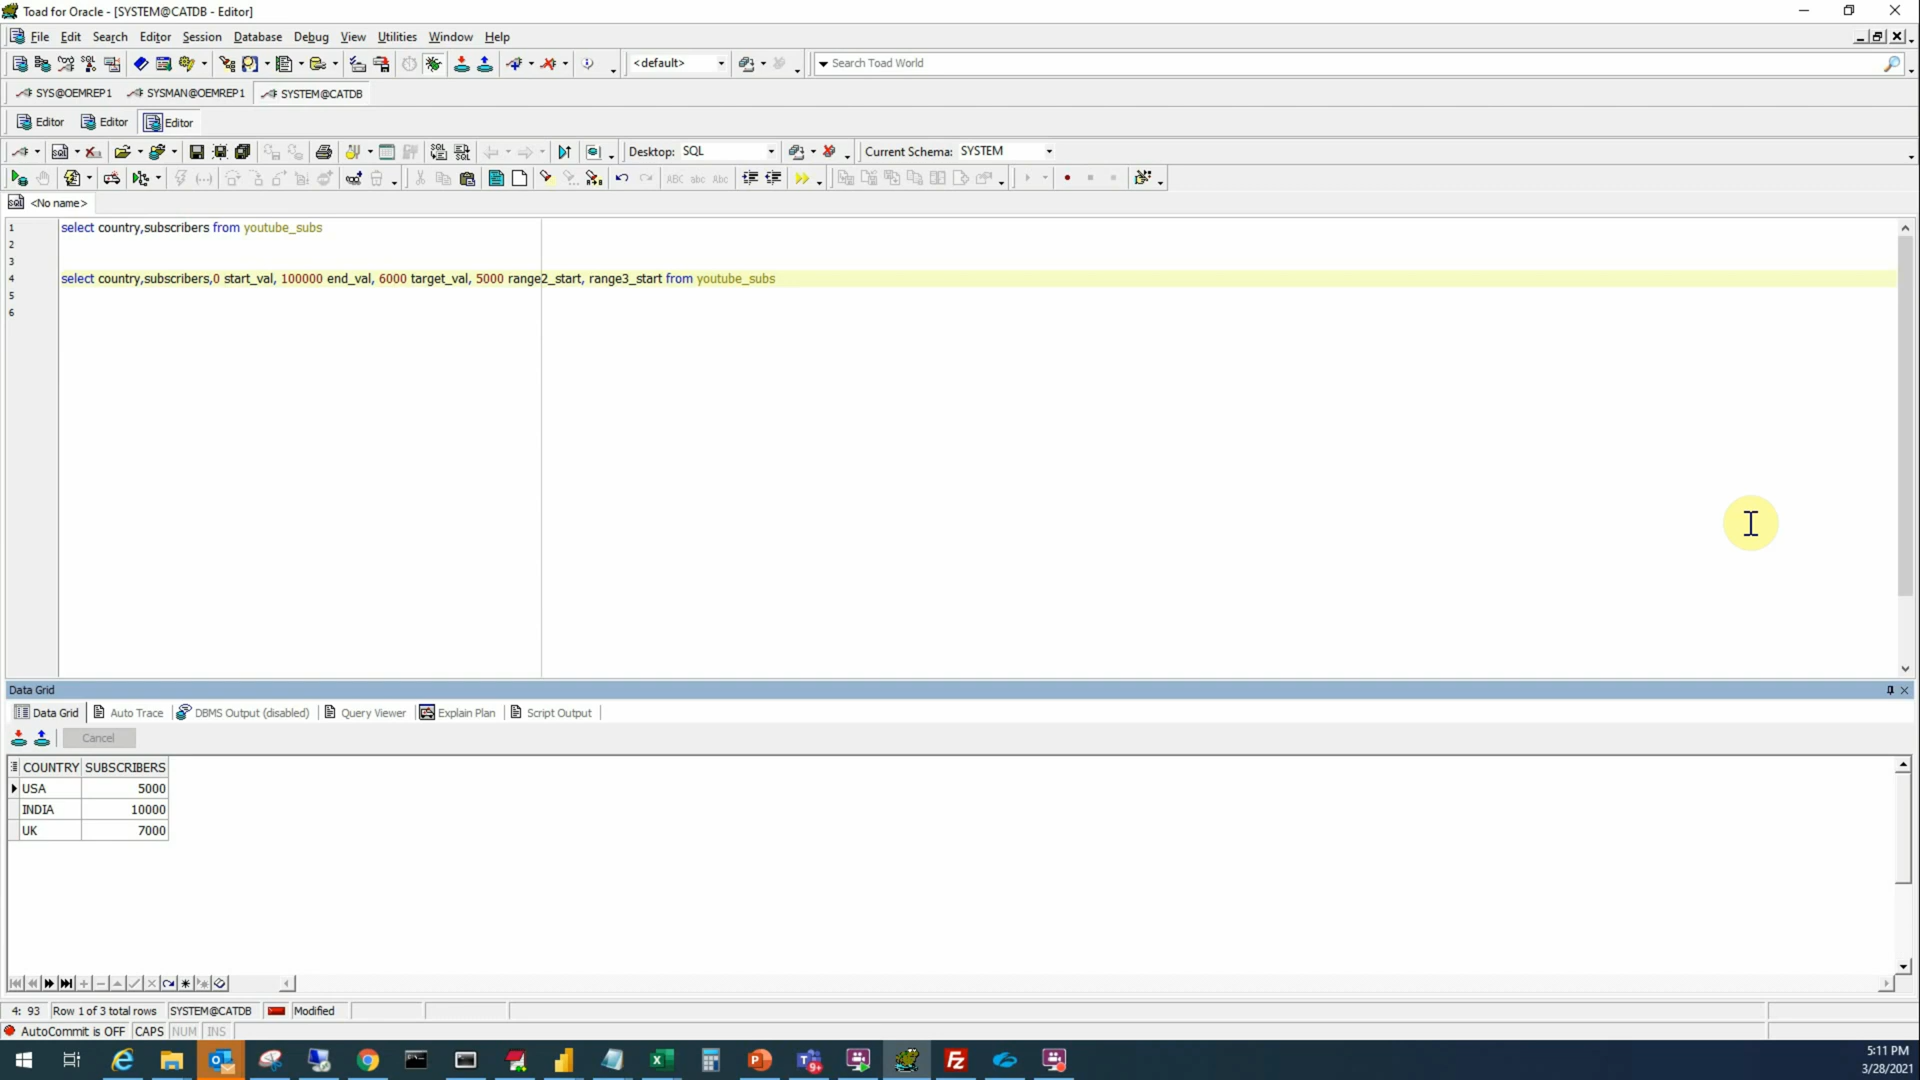 Toad for Oracle - [SYSTEM@CATDB - Editor]
File Edit Search Editor Session Database Debug View Utilities Window Help
<default> Search Toad World
SYS@OEMREP1 SYSMAN@OEMREP1 SYSTEM@CATDB
Editor Editor Editor
Desktop: SQL Current Schema: SYSTEM
<No name>
1 select country,subscribers from youtube_subs
2
3
4 select country,subscribers,0 start_val, 100000 end_val, 6000 target_val, 5000 range2_start, range3_start from youtube_subs
5
6
Data Grid
Data Grid Auto Trace DBMS Output (disabled) Query Viewer Explain Plan Script Output
Cancel
COUNTRY SUBSCRIBERS
USA 5000
INDIA 10000
UK 7000
4: 93 Row 1 of 3 total rows SYSTEM@CATDB Modified
AutoCommit is OFF CAPS NUM INS
5:11 PM
3/28/2021